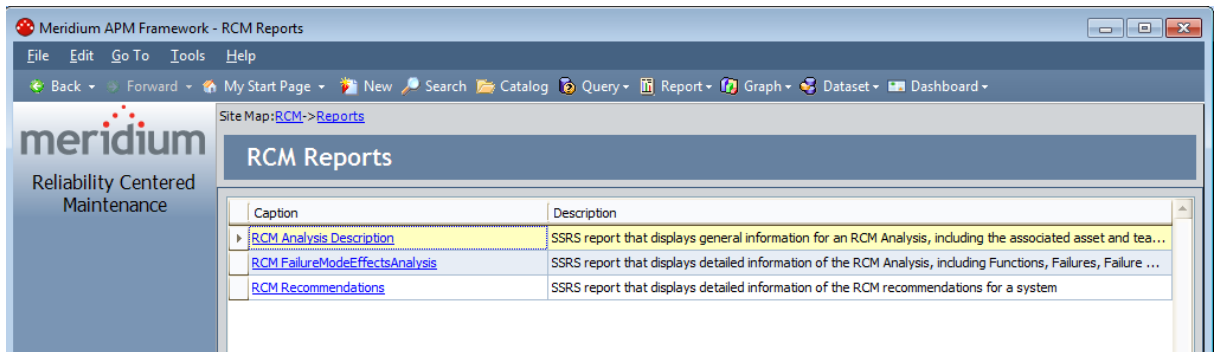 Meridium APM Framework - RCM Reports
File Edit Go To Tools Help
Back Forward My Start Page New Search Catalog Query Report Graph Dataset Dashboard
Site Map:RCM->Reports
meridium
RCM Reports
Reliability Centered
Maintenance
Caption Description
RCM Analysis Description SSRS report that displays general information for an RCM Analysis, including the associated asset and tea...
RCM FailureModeEffectsAnalysis SSRS report that displays detailed information of the RCM Analysis, including Functions, Failures, Failure ...
RCM Recommendations SSRS report that displays detailed information of the RCM recommendations for a system